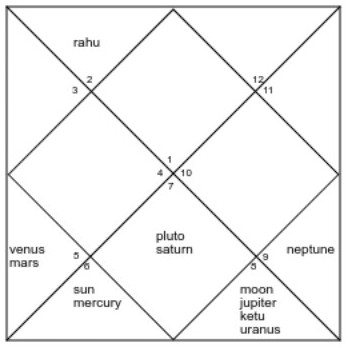 rahu
2
12
3
11
1
4
10
7
venus
mars
pluto
saturn
neptune
5
9
6
8
sun
mercury
moon
jupiter
ketu
uranus